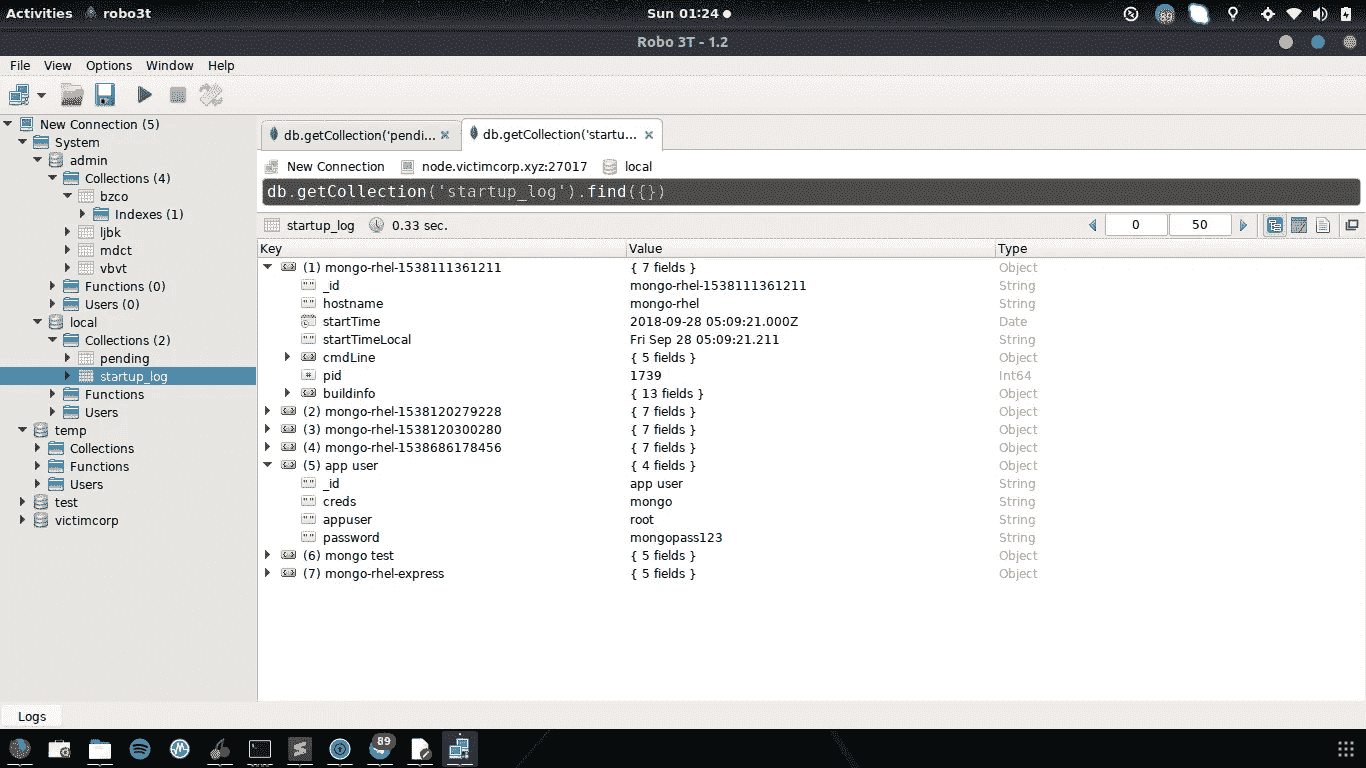 Activities robo3t Sun 01:24 89
Robo 3T - 1.2
File View Options Window Help
New Connection (5)
System
admin
Collections (4)
bzco
Indexes (1)
ljbk
mdct
vbvt
Functions (0)
Users (0)
local
Collections (2)
pending
startup_log
Functions
Users
temp
Collections
Functions
Users
test
victimcorp
db.getCollection('pendi... db.getCollection('startu...
New Connection node.victimcorp.xyz:27017 local
db.getCollection('startup_log').find({})
startup_log 0.33 sec. 0 50
Key Value Type
(1) mongo-rhel-1538111361211 { 7 fields } Object
_id mongo-rhel-1538111361211 String
hostname mongo-rhel String
startTime 2018-09-28 05:09:21.000Z Date
startTimeLocal Fri Sep 28 05:09:21.211 String
cmdLine { 5 fields } Object
pid 1739 Int64
buildinfo { 13 fields } Object
(2) mongo-rhel-1538120279228 { 7 fields } Object
(3) mongo-rhel-1538120300280 { 7 fields } Object
(4) mongo-rhel-1538686178456 { 7 fields } Object
(5) app user { 4 fields } Object
_id app user String
creds mongo String
appuser root String
password mongopass123 String
(6) mongo test { 5 fields } Object
(7) mongo-rhel-express { 5 fields } Object
Logs
89